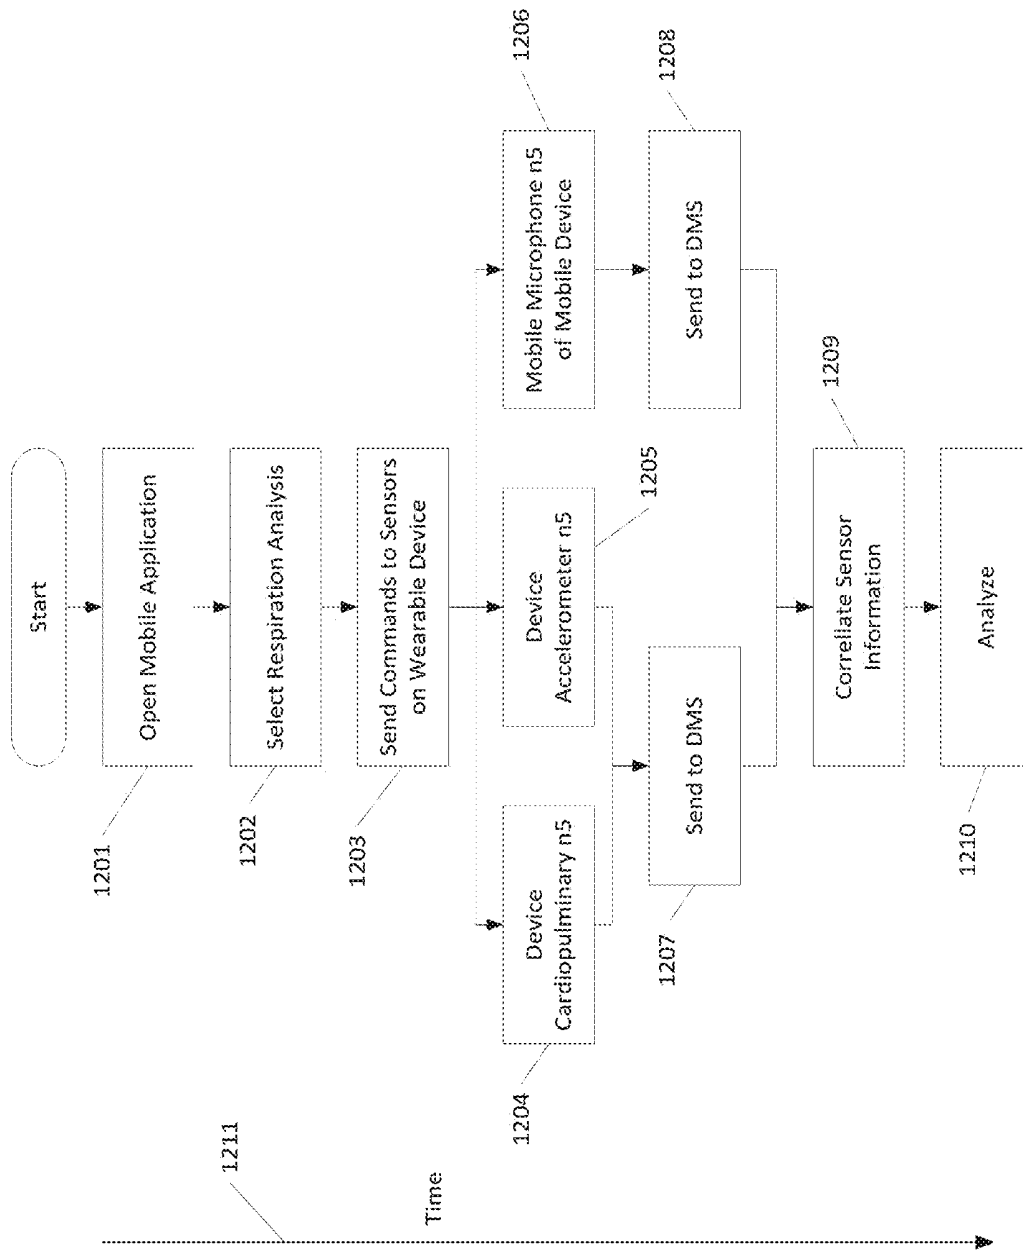 Start
Open Mobile Application
1201
Select Respiration Analysis
1202
Send Commands to Sensors
on Wearable Device
1203
Device
Cardiopulminary n5
1204
Device
Accelerometer n5
1205
Mobile Microphone n5
of Mobile Device
1206
Send to DMS
1207
Send to DMS
1208
Correllate Sensor
Information
1209
Analyze
1210
Time
1211